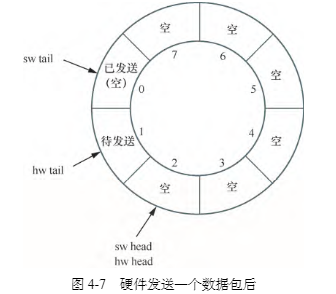 空
空
sw tail
已发送
(空)
7
6
空
0
5
待发送
1
4
空
hw tail
2
3
空
空
sw head
hw head
图 4-7 硬件发送一个数据包后